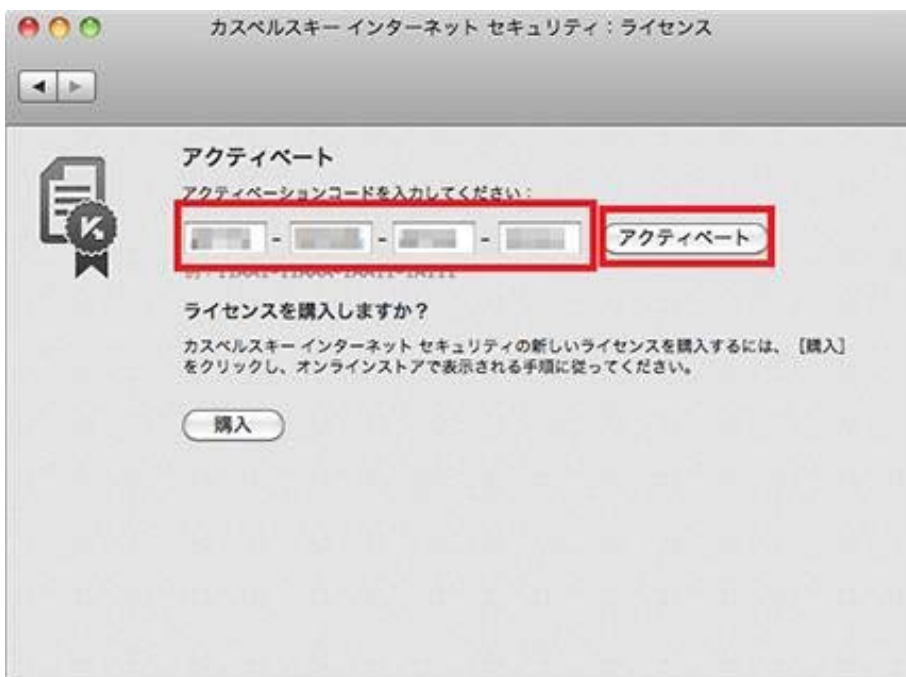 カスペルスキー インターネット セキュリティ：ライセンス
アクティベート
アクティベーションコードを入力してください：
- - -
アクティベート
ライセンスを購入しますか？
カスペルスキー インターネット セキュリティの新しいライセンスを購入するには、［購入］
をクリックし、オンラインストアで表示される手順に従ってください。
購入